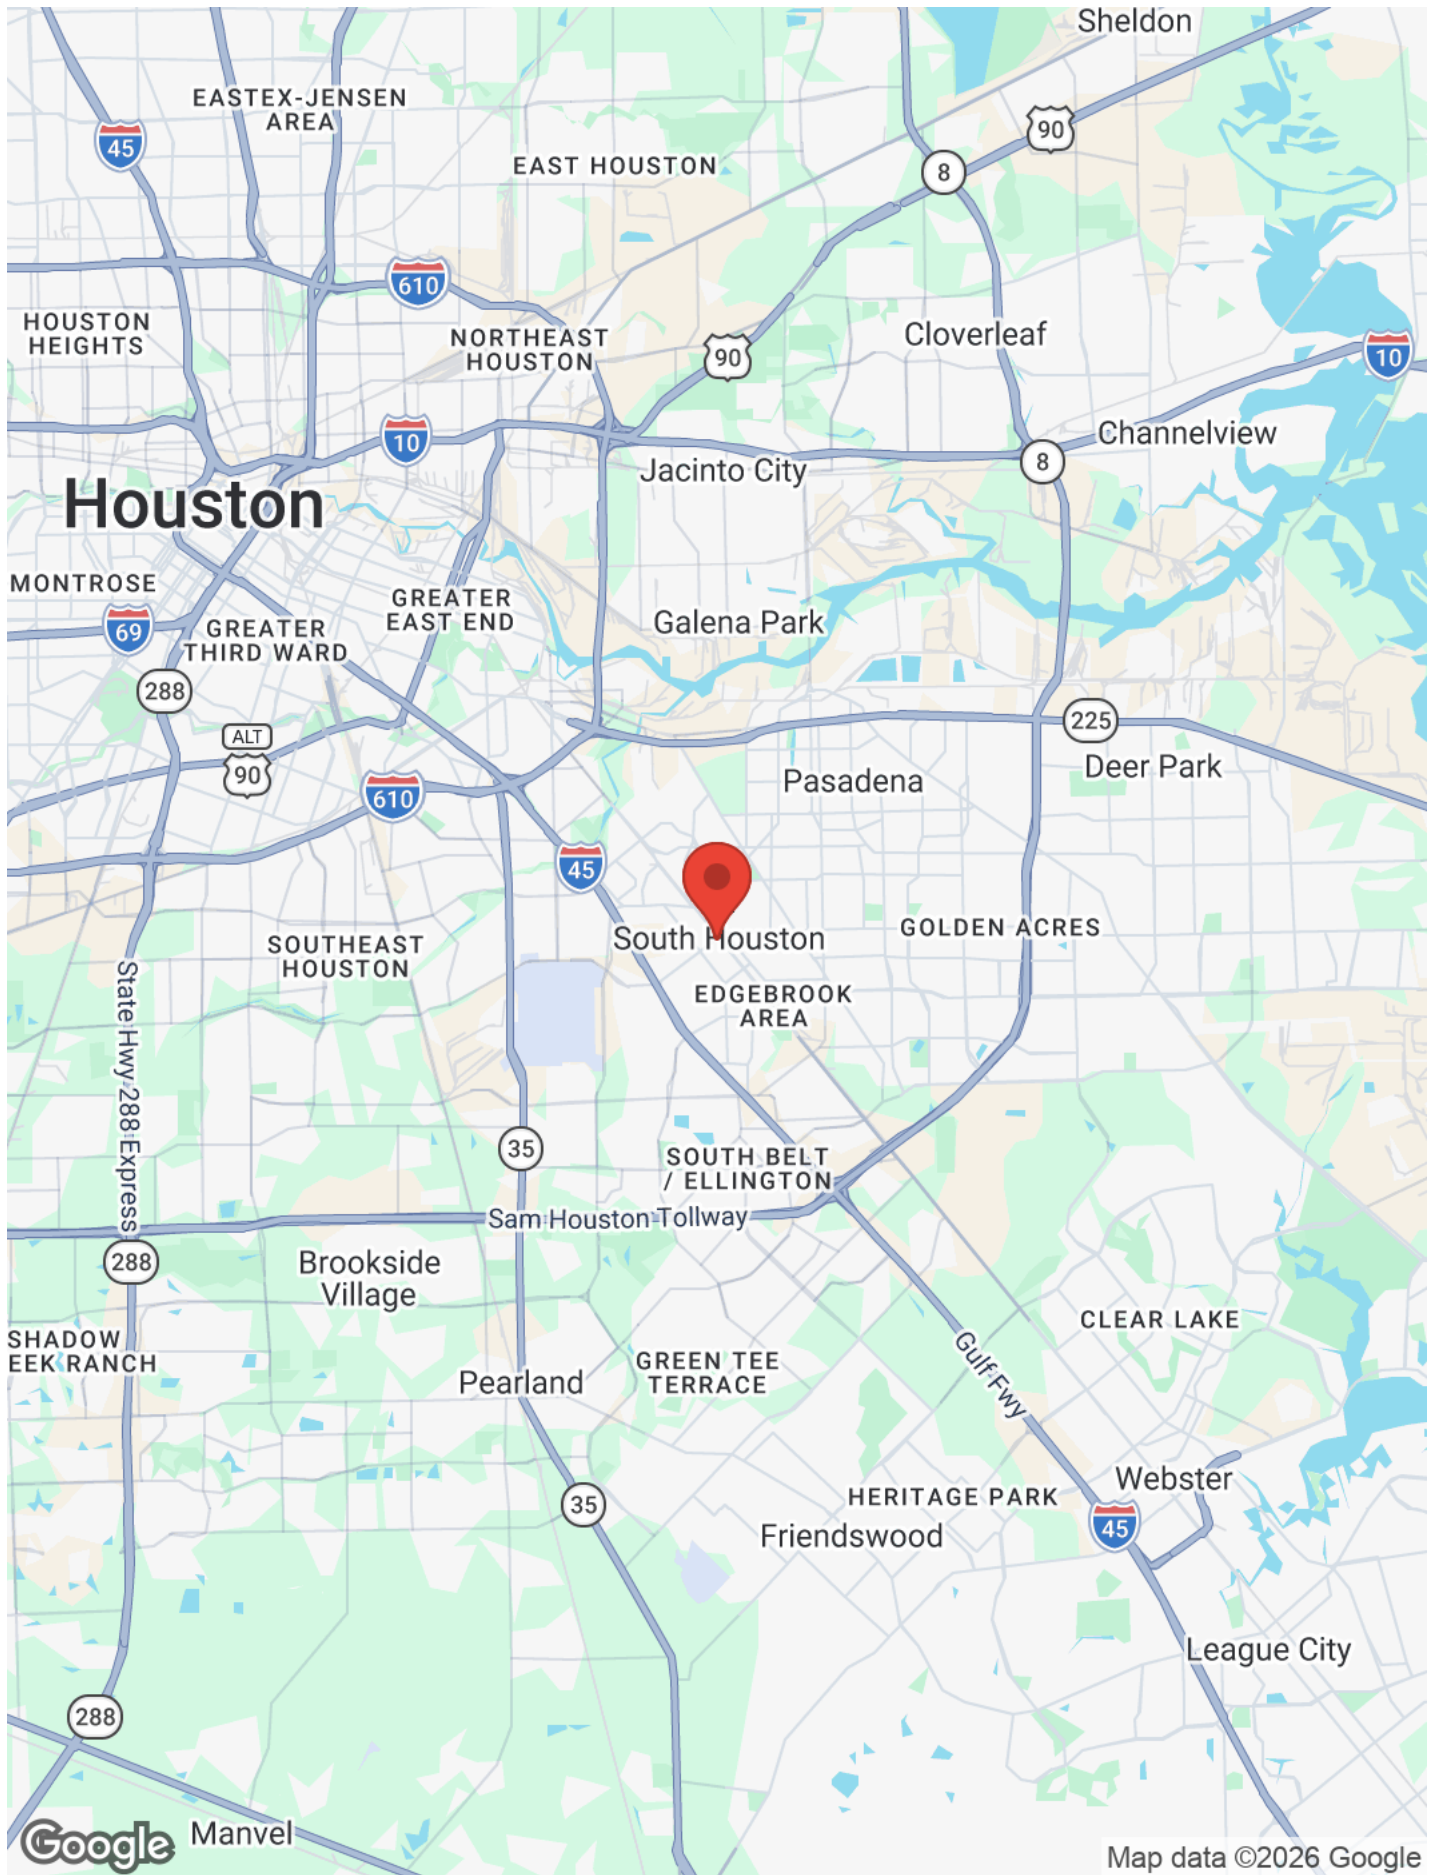 Sheldon
EASTEX-JENSEN
AREA
45
90
EAST HOUSTON
8
610
HOUSTON
HEIGHTS
NORTHEAST
HOUSTON
90
Cloverleaf
10
10
Channelview
8
Jacinto City
Houston
MONTROSE
GREATER
EAST END
69
GREATER
THIRD WARD
Galena Park
288
ALT
90
225
610
Pasadena
Deer Park
45
South Houston
GOLDEN ACRES
SOUTHEAST
HOUSTON
EDGEBROOK
AREA
State Hwy 288 Express
35
SOUTH BELT
/ ELLINGTON
Sam Houston Tollway
288
Brookside
Village
SHADOW
EEK RANCH
CLEAR LAKE
GREEN TEE
TERRACE
Gulf Fwy
Pearland
Webster
35
HERITAGE PARK
45
Friendswood
League City
288
Manvel
Google
Map data ©2026 Google